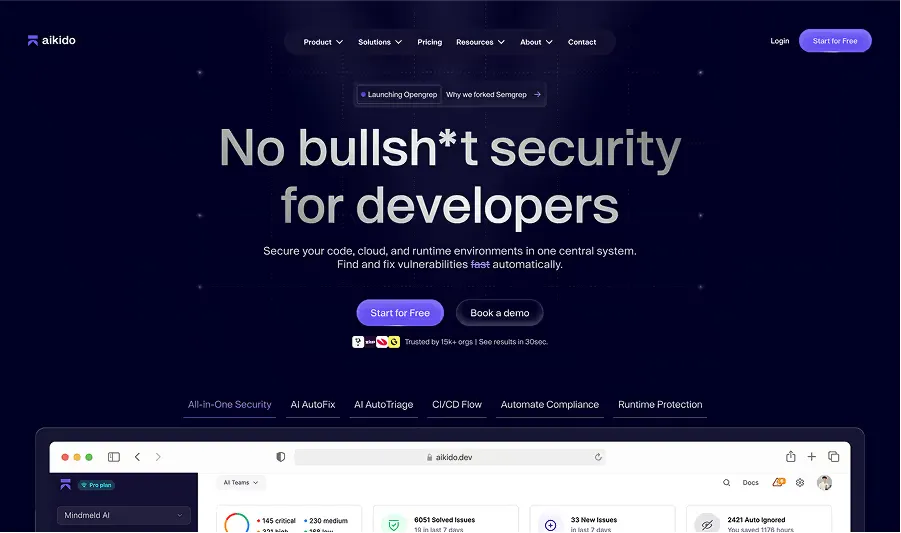 aikido
Product Solutions Pricing Resources About Contact
Login Start for Free
Launching Opengrep Why we forked Semgrep →
No bullsh*t security
for developers
Secure your code, cloud, and runtime environments in one central system.
Find and fix vulnerabilities fast automatically.
Start for Free Book a demo
Trusted by 15k+ orgs | See results in 30sec.
All-in-One Security AI AutoFix AI AutoTriage CI/CD Flow Automate Compliance Runtime Protection
aikido.dev
Pro plan
AI Teams
Docs
Mindmeld AI
145 critical 230 medium
321 high 168 low
6051 Solved Issues
19 in last 7 days
33 New Issues
in last 7 days
2421 Auto Ignored
You saved 1176 hours